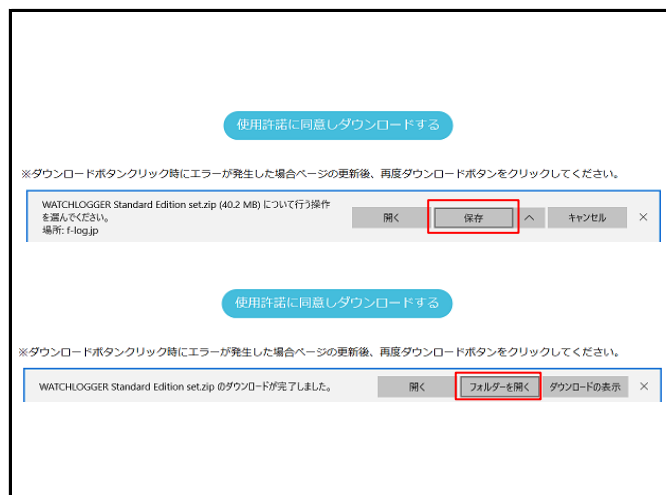 使用許諾に同意しダウンロードする
※ダウンロードボタンクリック時にエラーが発生した場合ページの更新後、再度ダウンロードボタンをクリックしてください。
WATCHLOGGER Standard Edition set.zip (40.2 MB) について行う操作
を選んでください。
場所: f-log.jp
開く 保存 ヘ キャンセル ×
使用許諾に同意しダウンロードする
※ダウンロードボタンクリック時にエラーが発生した場合ページの更新後、再度ダウンロードボタンをクリックしてください。
WATCHLOGGER Standard Edition set.zip のダウンロードが完了しました。 開く フォルダーを開く ダウンロードの表示 ×